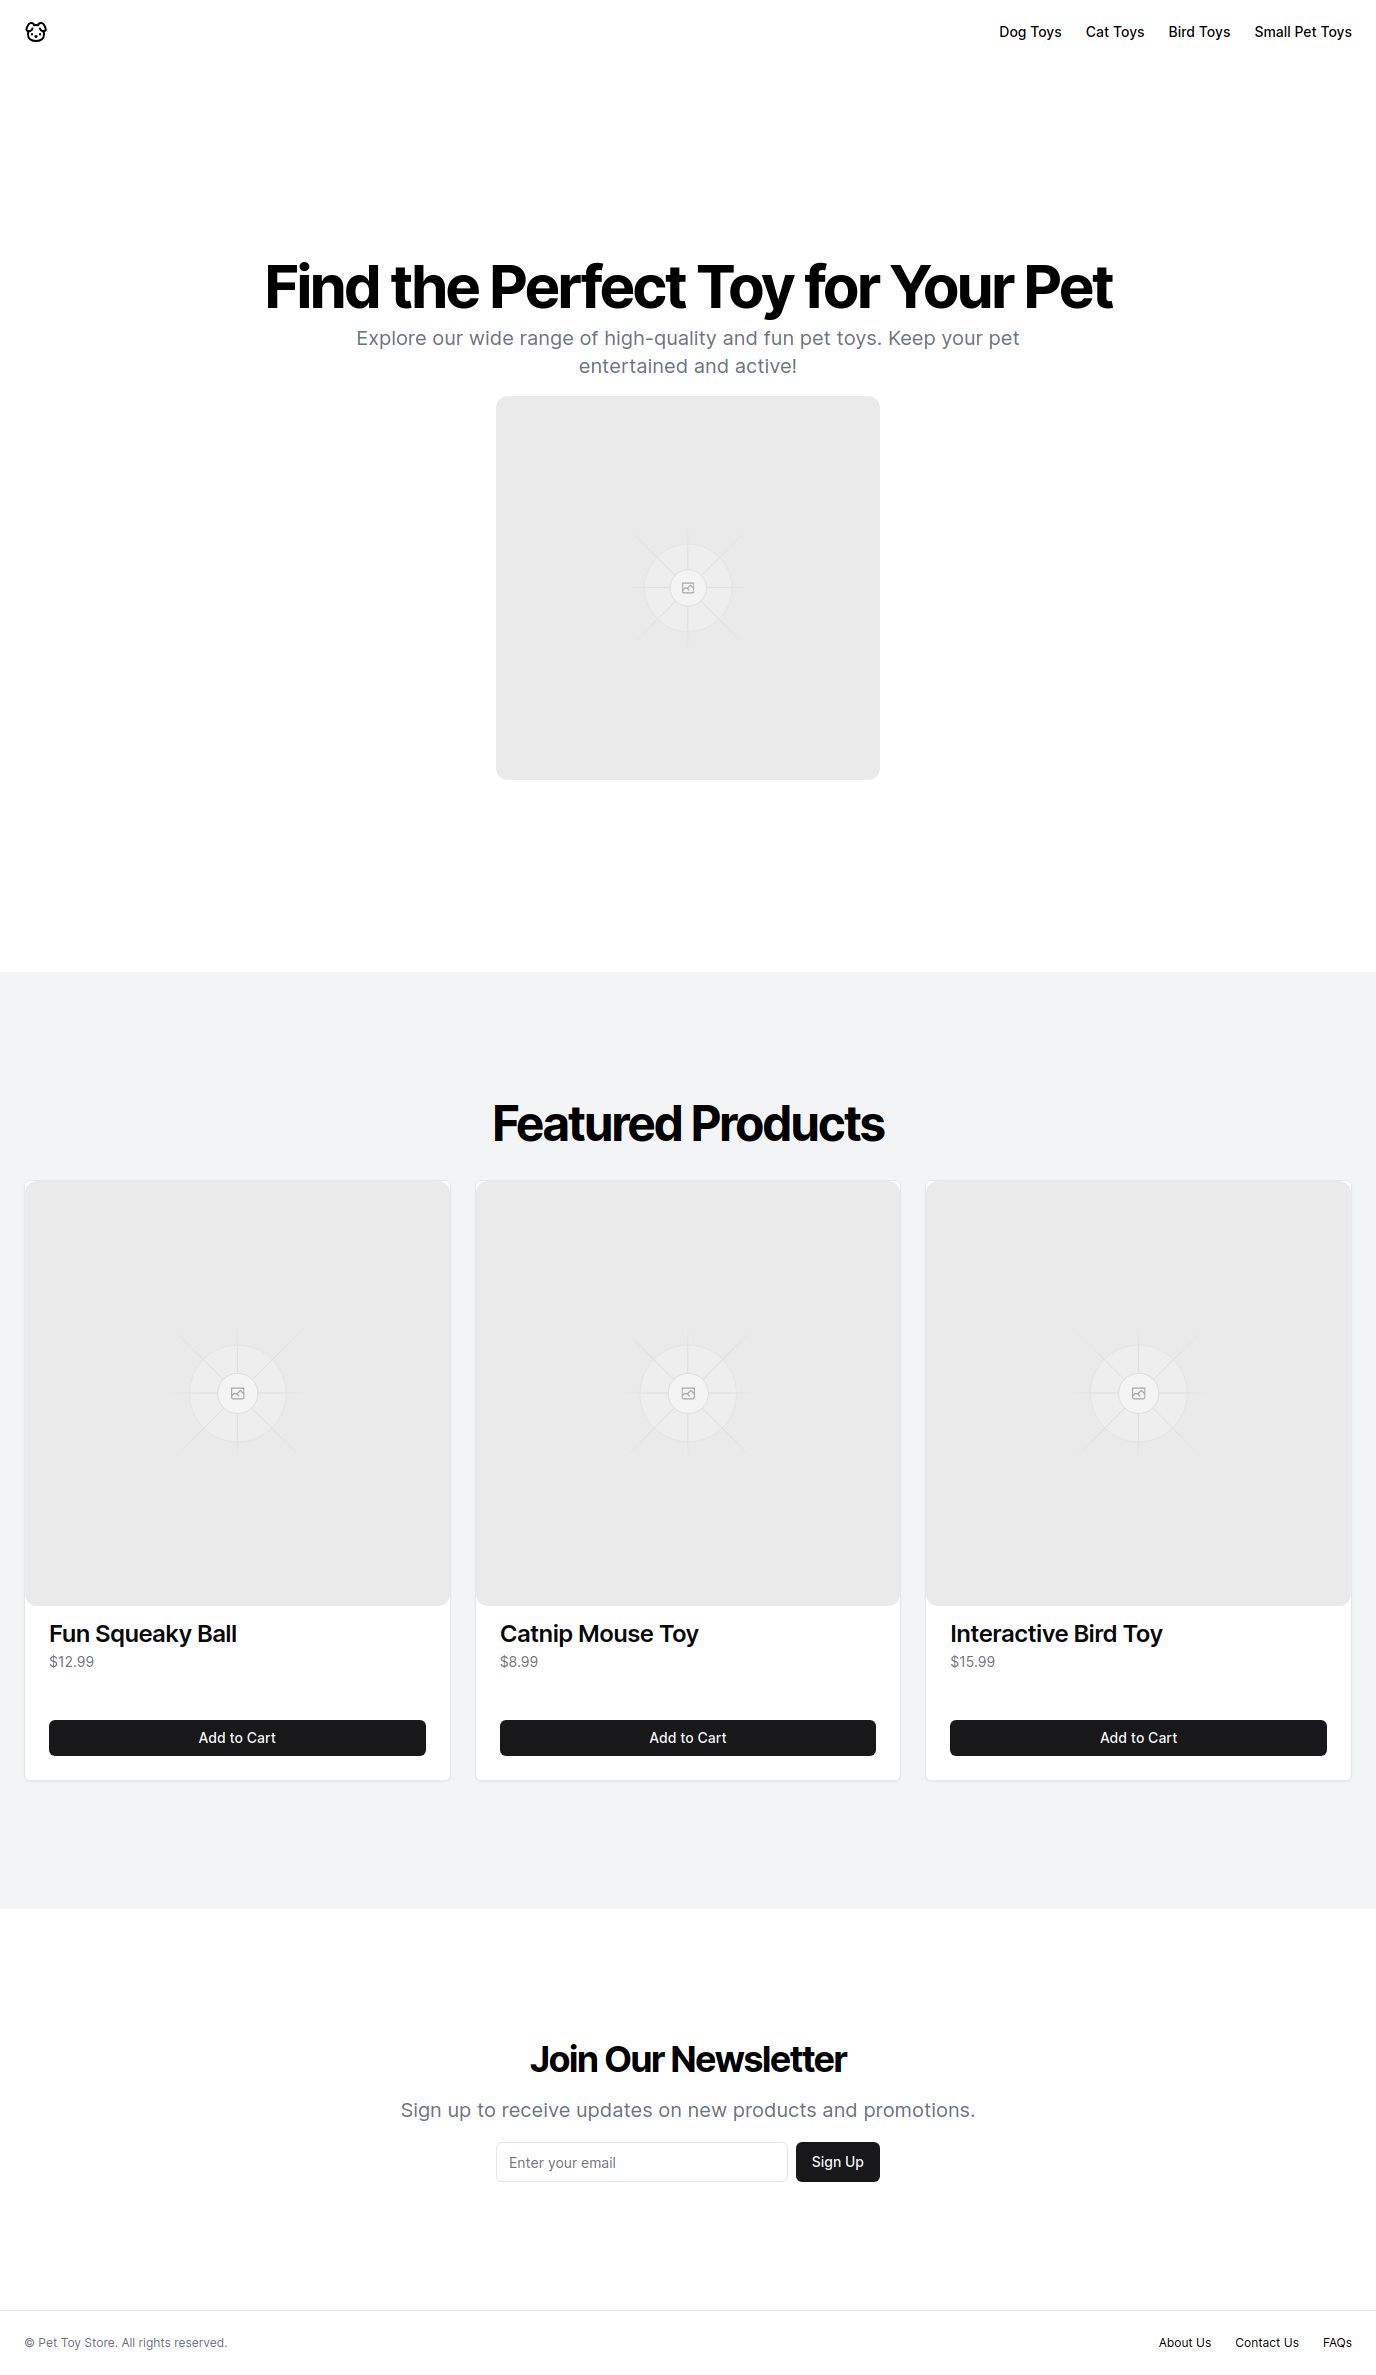 Dog Toys
Cat Toys
Bird Toys
Small Pet Toys
Find the Perfect Toy for Your Pet
Explore our wide range of high-quality and fun pet toys. Keep your pet
entertained and active!
Featured Products
Fun Squeaky Ball
$12.99
Add to Cart
Catnip Mouse Toy
$8.99
Add to Cart
Interactive Bird Toy
$15.99
Add to Cart
Join Our Newsletter
Sign up to receive updates on new products and promotions.
Enter your email
Sign Up
© Pet Toy Store. All rights reserved.
About Us
Contact Us
FAQs